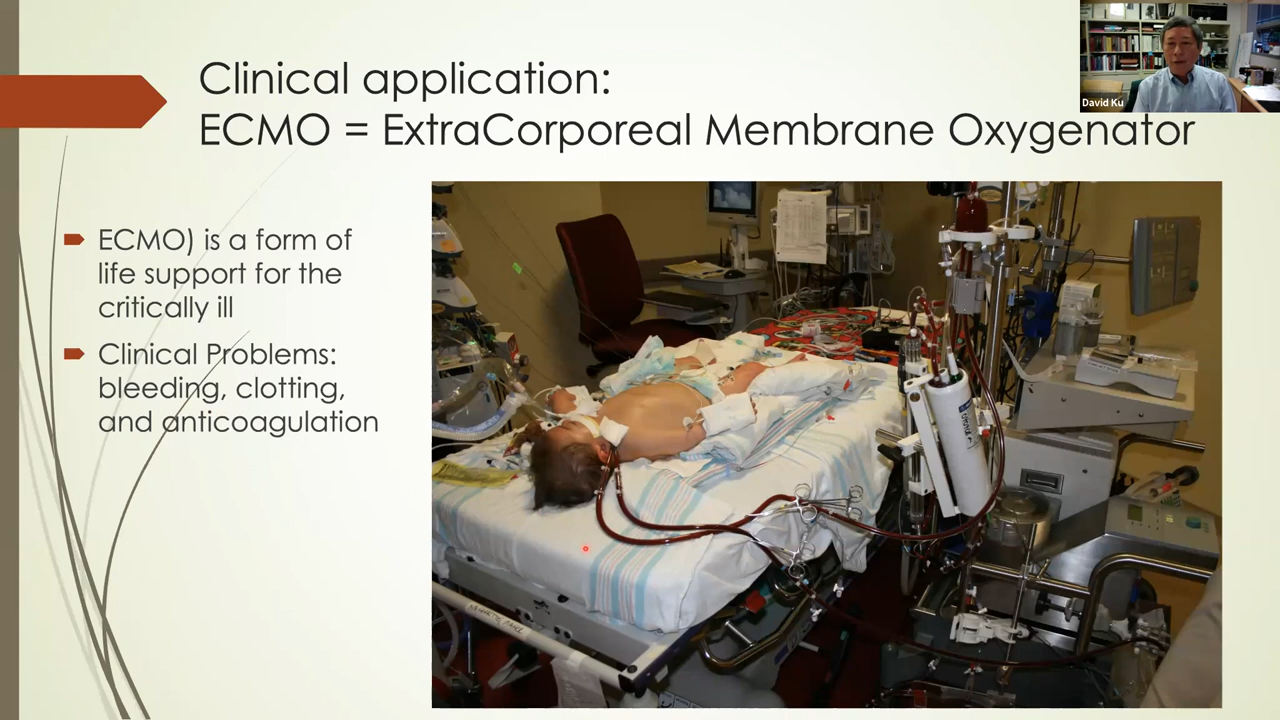 Clinical application:
ECMO = ExtraCorporeal Membrane Oxygenator
David Ku
ECMO) is a form of
life support for the
critically ill
Clinical Problems:
bleeding, clotting,
and anticoagulation